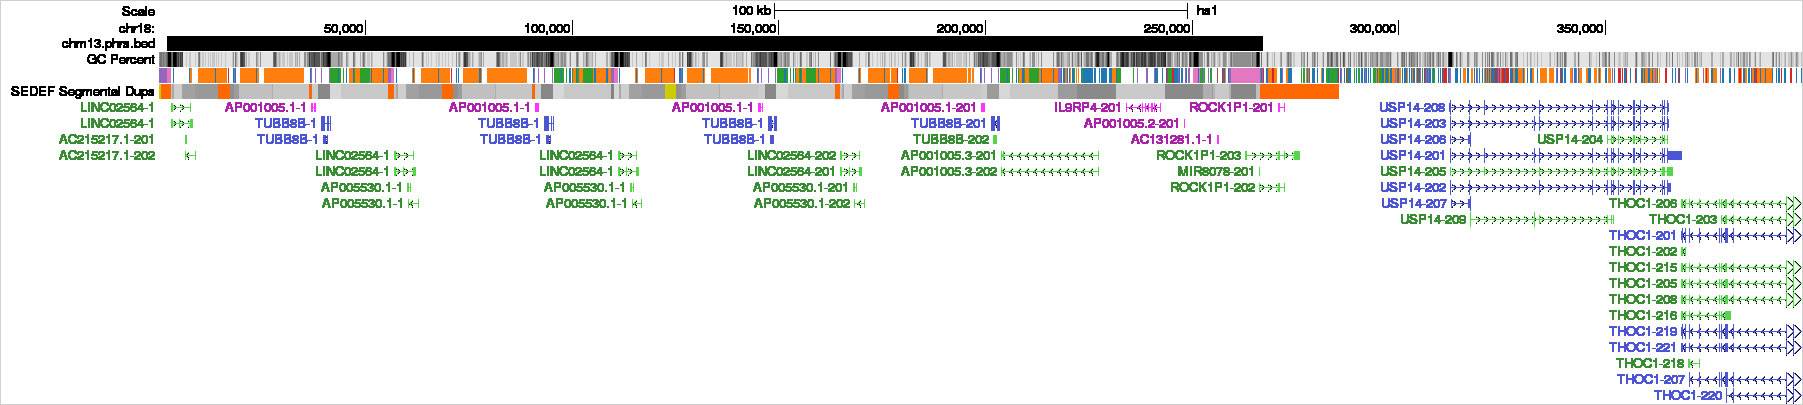 Scale 100 kb hs1
chr18: 50,000 100,000 150,000 200,000 250,000 300,000 350,000
chm13.phrs.bed
GC Percent
SEDEF Segmental Dups
LINC02564-1 AP001005.1-1 AP001005.1-1 AP001005.1-1 AP001005.1-201 IL9RP4-201 ROCK1P1-201 USP14-208
LINC02564-1 TUBB8B-1 TUBB8B-1 TUBB8B-1 TUBB8B-201 AP001005.2-201 USP14-203
AC215217.1-201 TUBB8B-1 TUBB8B-1 TUBB8B-1 TUBB8B-202 AC131281.1-1 USP14-206 USP14-204
AC215217.1-202 LINC02564-1 LINC02564-1 LINC02564-202 AP001005.3-201 ROCK1P1-203 USP14-201
LINC02564-1 LINC02564-1 LINC02564-201 AP001005.3-202 MIR8078-201 USP14-205
AP005530.1-1 AP005530.1-1 AP005530.1-201 ROCK1P1-202 USP14-202
AP005530.1-1 AP005530.1-1 AP005530.1-202 USP14-207 THOC1-206
USP14-209 THOC1-203
THOC1-201
THOC1-202
THOC1-215
THOC1-205
THOC1-208
THOC1-216
THOC1-219
THOC1-221
THOC1-218
THOC1-207
THOC1-220